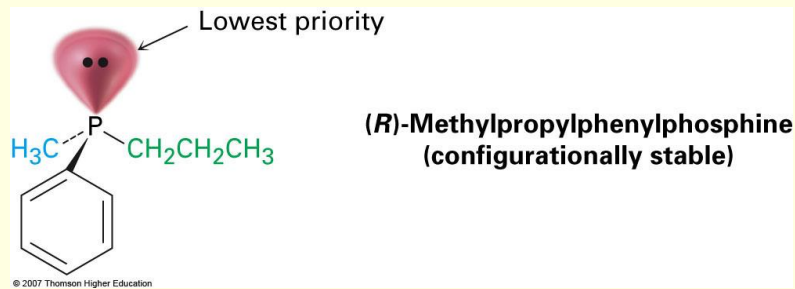 Lowest priority
P
H₃C
CH₂CH₂CH₃
(R)-Methylpropylphenylphosphine
(configurationally stable)
© 2007 Thomson Higher Education